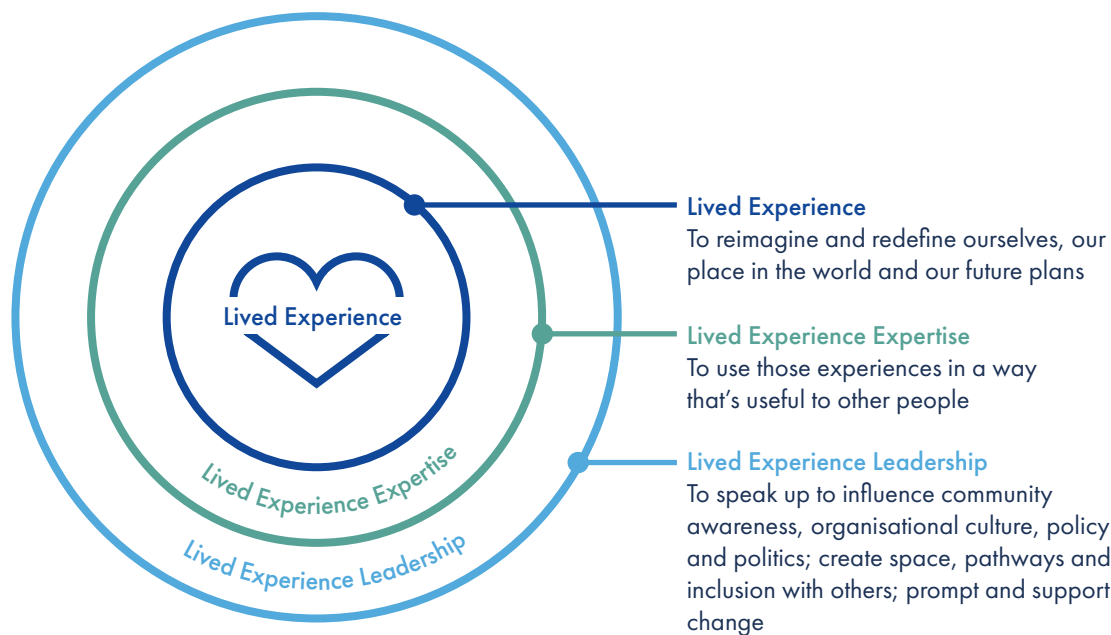 Lived Experience
Lived Experience Expertise
Lived Experience Leadership
Lived Experience
To reimagine and redefine ourselves, our
place in the world and our future plans
Lived Experience Expertise
To use those experiences in a way
that’s useful to other people
Lived Experience Leadership
To speak up to influence community
awareness, organisational culture, policy
and politics; create space, pathways and
inclusion with others; prompt and support
change